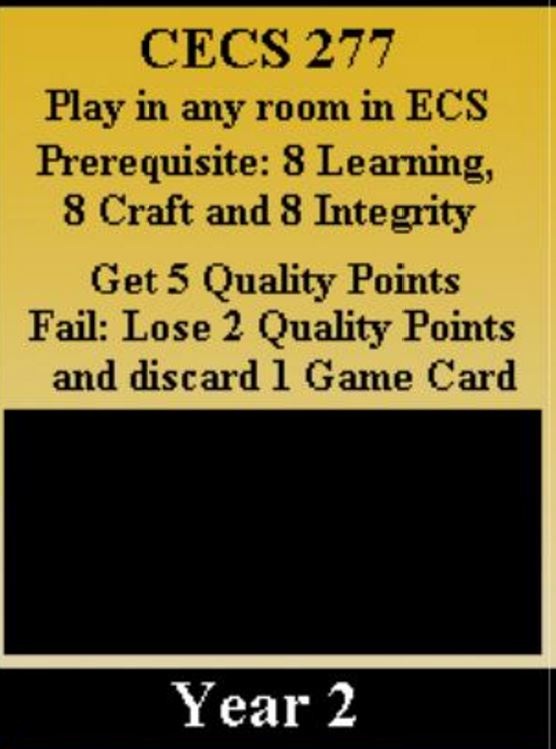 CECS 277
Play in any room in ECS
Prerequisite: 8 Learning,
8 Craft and 8 Integrity
Get 5 Quality Points
Fail: Lose 2 Quality Points
and discard 1 Game Card
Year 2